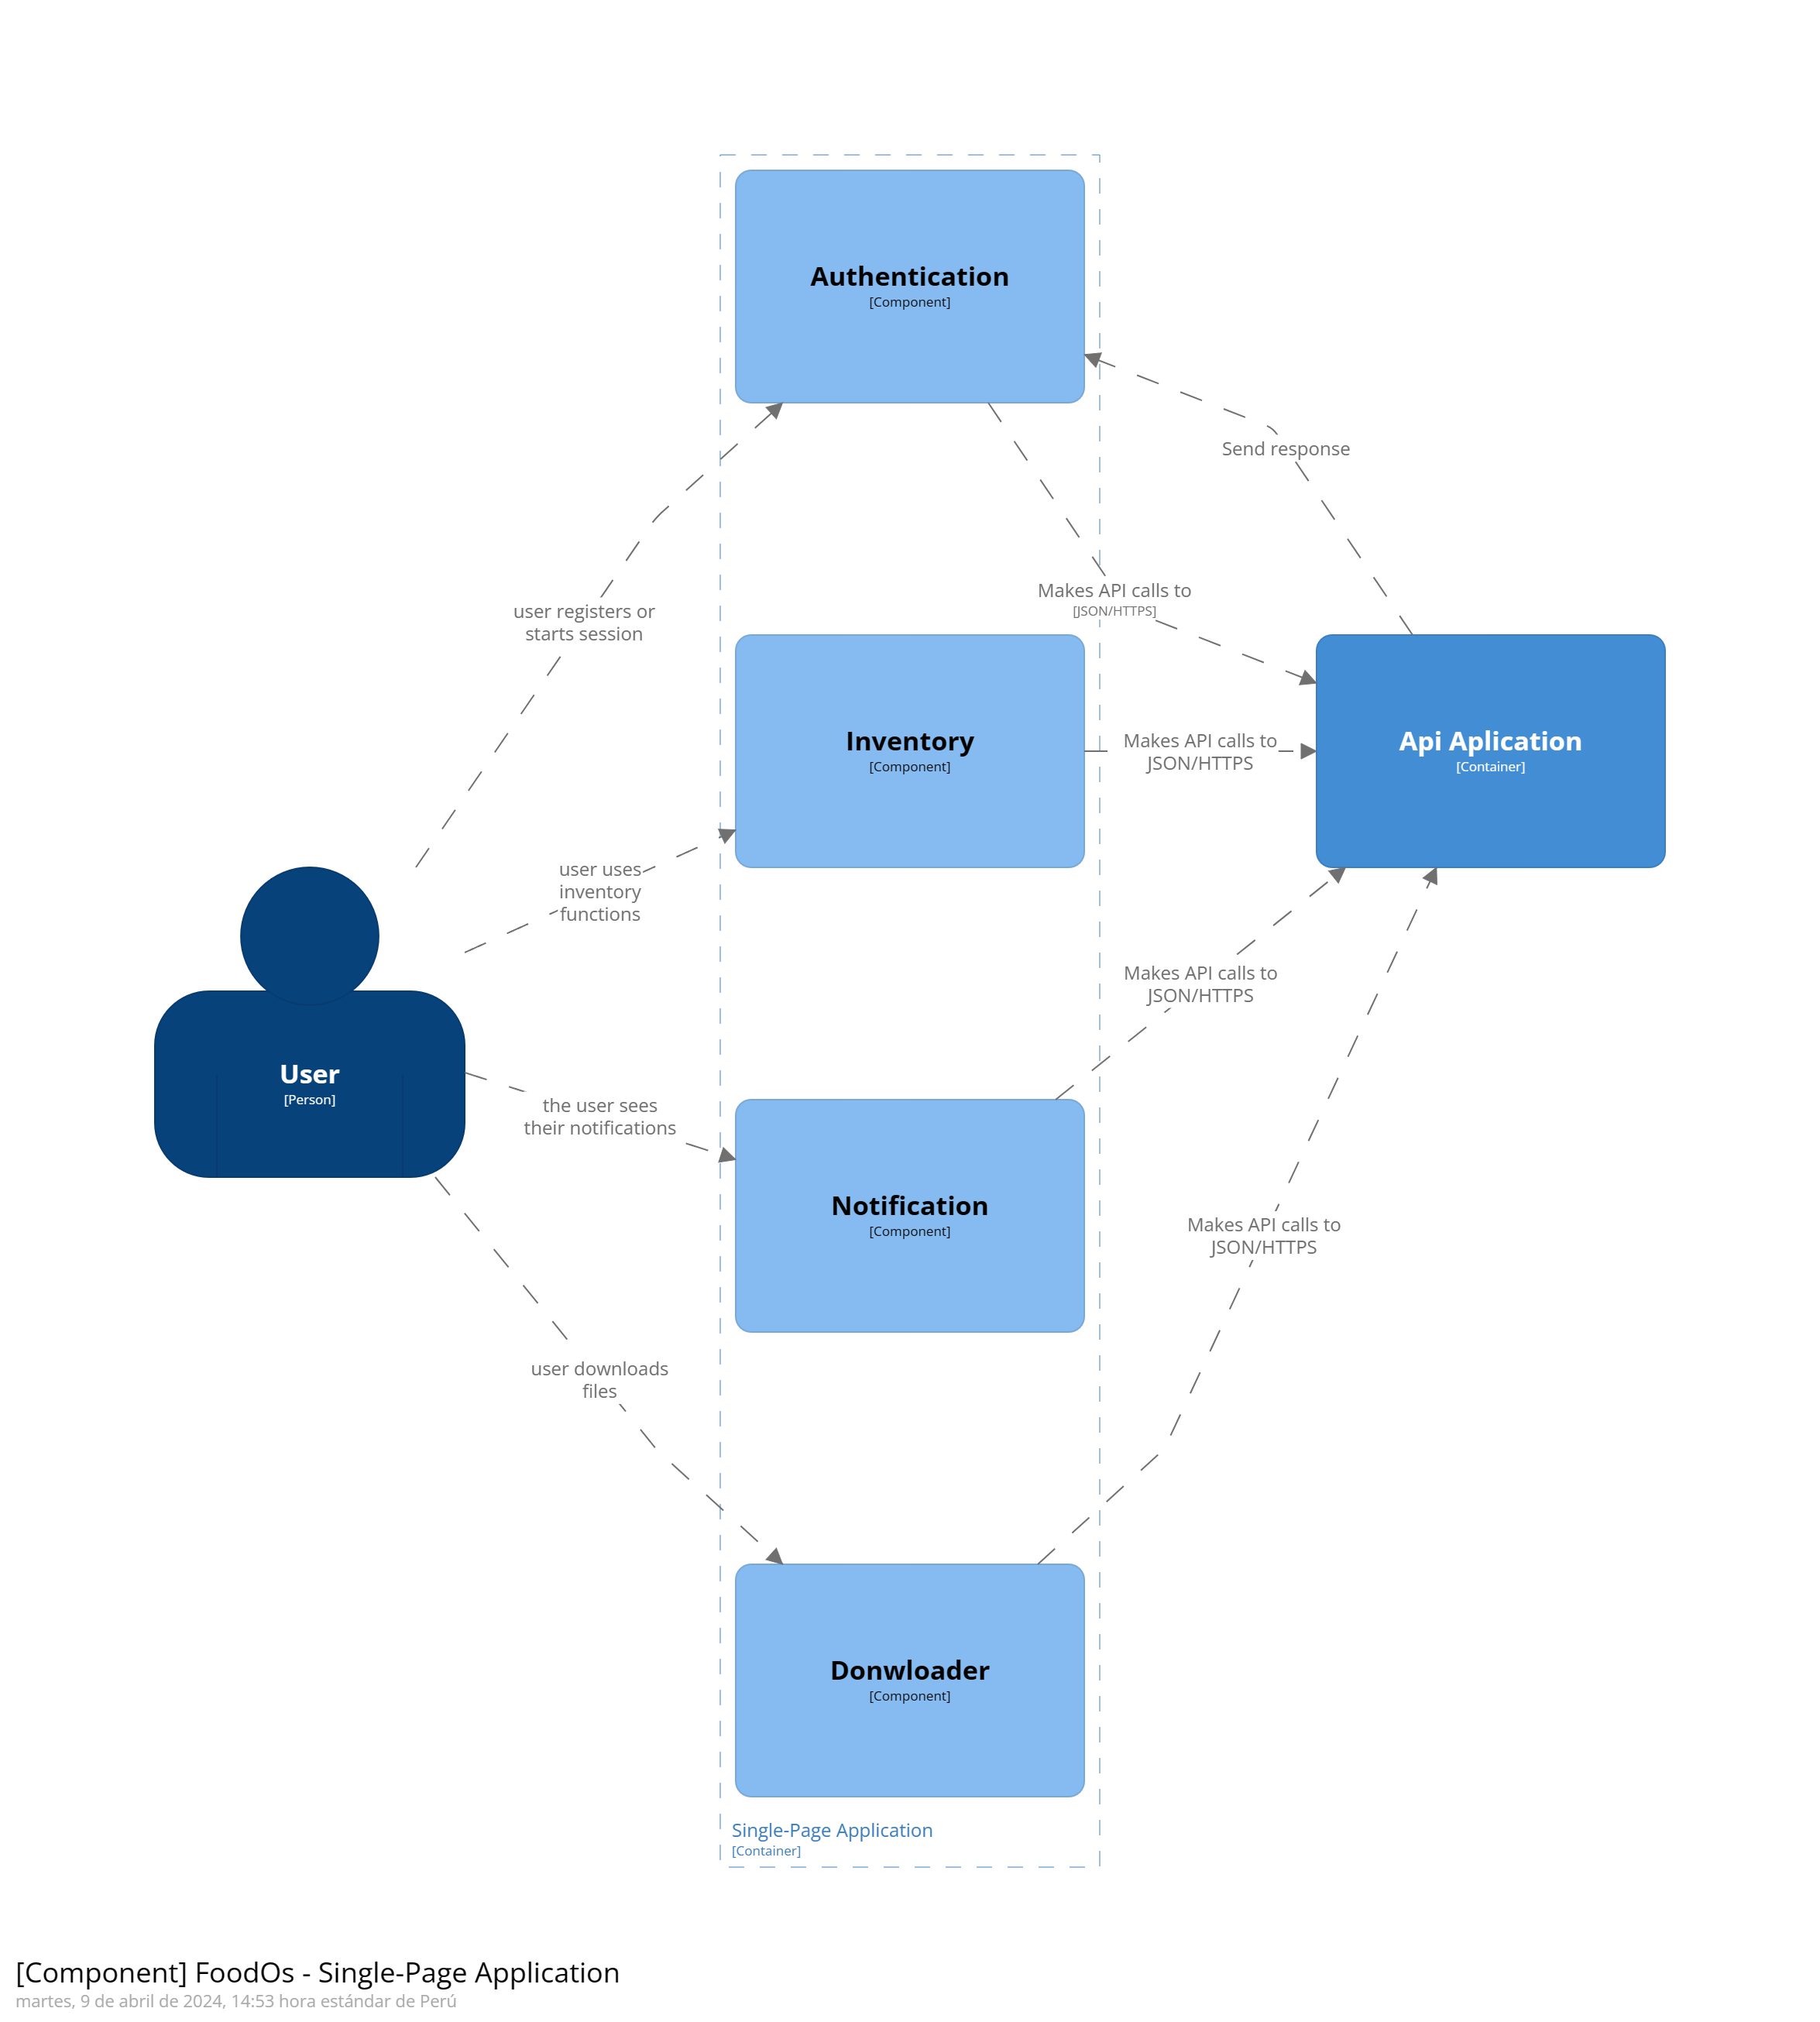 Authentication
[Component]
Send response
Makes API calls to
[JSON/HTTPS]
user registers or
starts session
Inventory
[Component]
Makes API calls to
JSON/HTTPS
Api Aplication
[Container]
user uses
inventory
functions
Makes API calls to
JSON/HTTPS
User
[Person]
the user sees
their notifications
Notification
[Component]
Makes API calls to
JSON/HTTPS
user downloads
files
Donwloader
[Component]
Single-Page Application
[Container]
[Component] FoodOs - Single-Page Application
martes, 9 de abril de 2024, 14:53 hora estándar de Perú